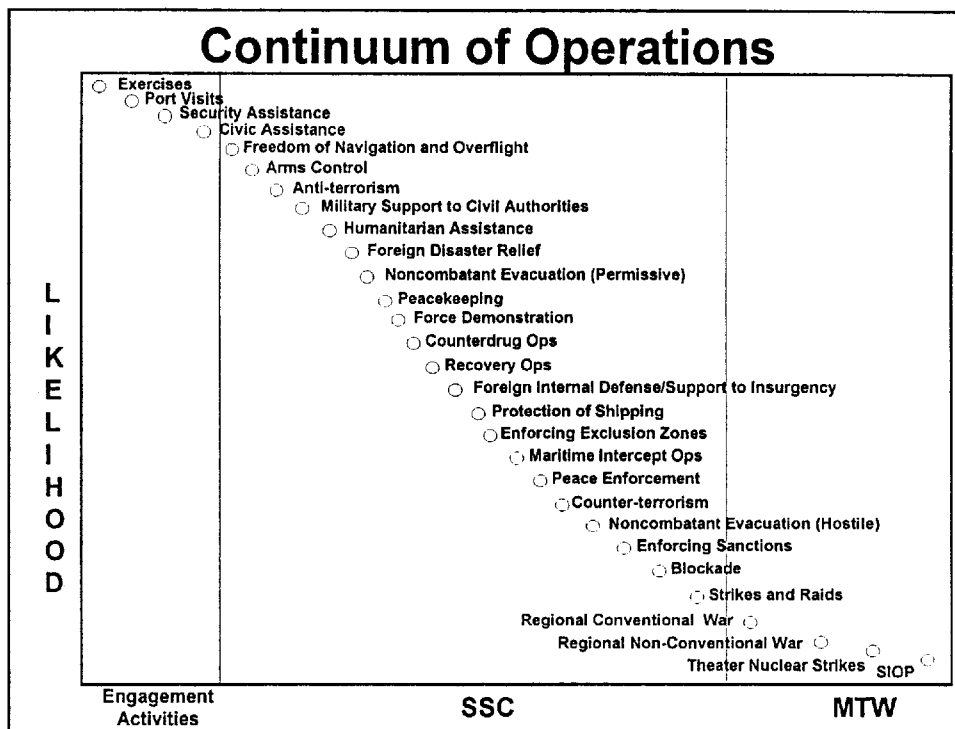 Continuum of Operations
Exercises
Port Visits
Security Assistance
Civic Assistance
Freedom of Navigation and Overflight
Arms Control
Anti-terrorism
Military Support to Civil Authorities
Humanitarian Assistance
Foreign Disaster Relief
Noncombatant Evacuation (Permissive)
Peacekeeping
Force Demonstration
Counterdrug Ops
Recovery Ops
Foreign Internal Defense/Support to Insurgency
Protection of Shipping
Enforcing Exclusion Zones
Maritime Intercept Ops
Peace Enforcement
Counter-terrorism
Noncombatant Evacuation (Hostile)
Enforcing Sanctions
Blockade
Strikes and Raids
Regional Conventional War
Regional Non-Conventional War
Theater Nuclear Strikes
SIOP
LIKELIHOOD
Engagement
Activities
SSC
MTW